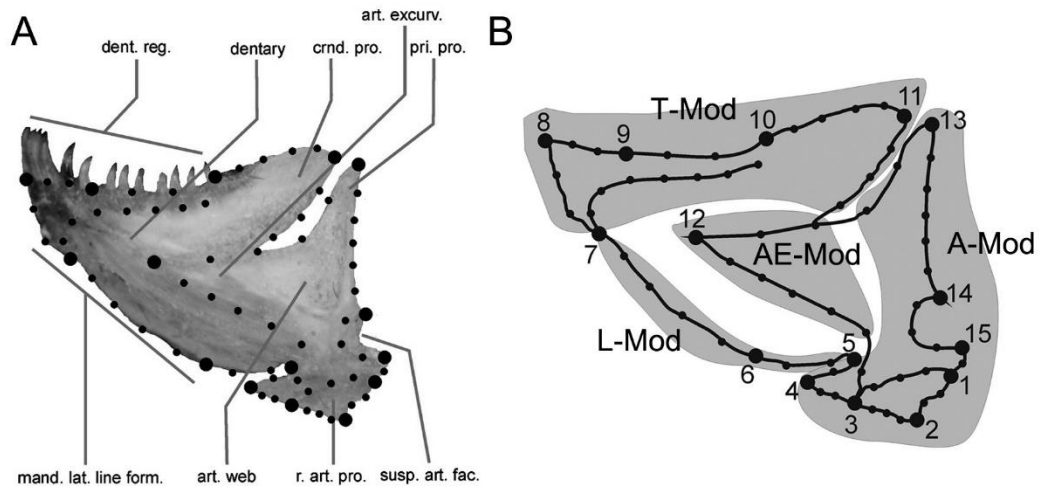 A
art. excurv.
dent. reg.
dentary
crnd. pro.
pri. pro.
mand. lat. line form.
art. web
r. art. pro.
susp. art. fac.
B
T-Mod
8
9
10
11
13
12
AE-Mod
A-Mod
7
L-Mod
14
5
15
6
4
3
1
2